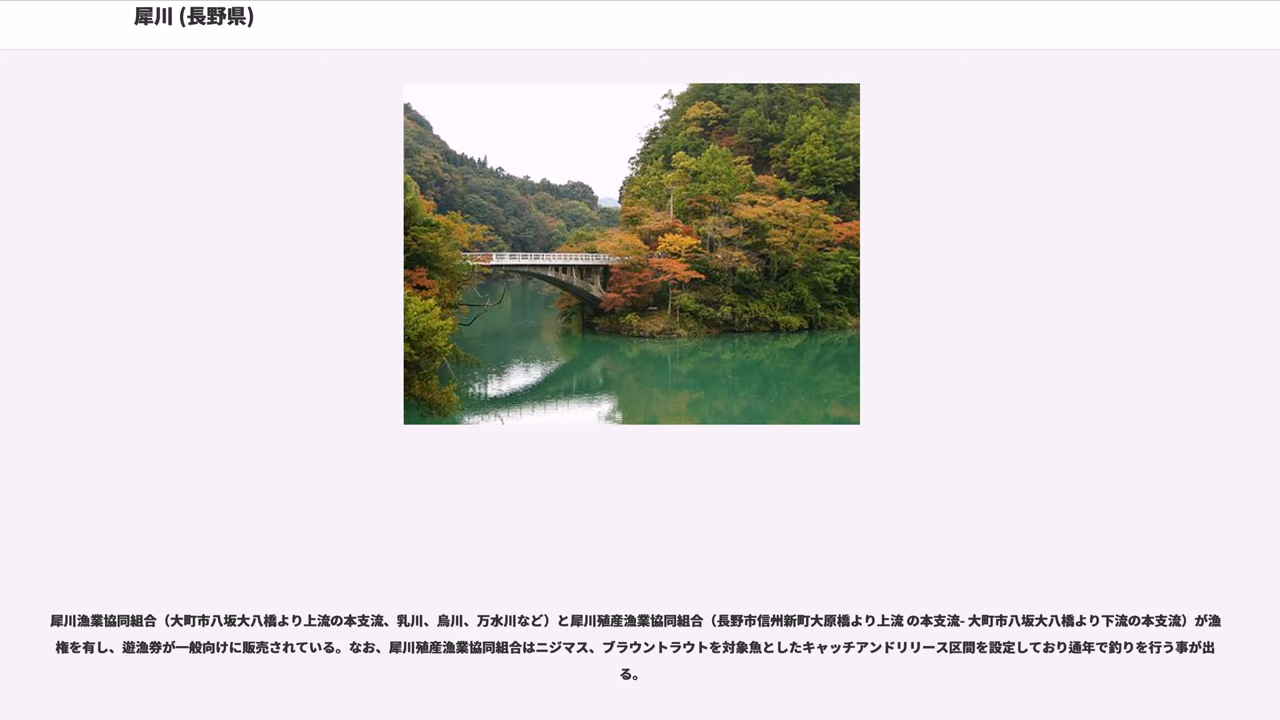 犀川 (長野県)
犀川漁業協同組合（大町市八坂大八橋より上流の本支流、乳川、烏川、万水川など）と犀川殖産漁業協同組合（長野市信州新町大原橋より上流 の本支流- 大町市八坂大八橋より下流の本支流）が漁
権を有し、遊漁券が一般向けに販売されている。なお、犀川殖産漁業協同組合はニジマス、ブラウントラウトを対象魚としたキャッチアンドリリース区間を設定しており通年で釣りを行う事が出
る。